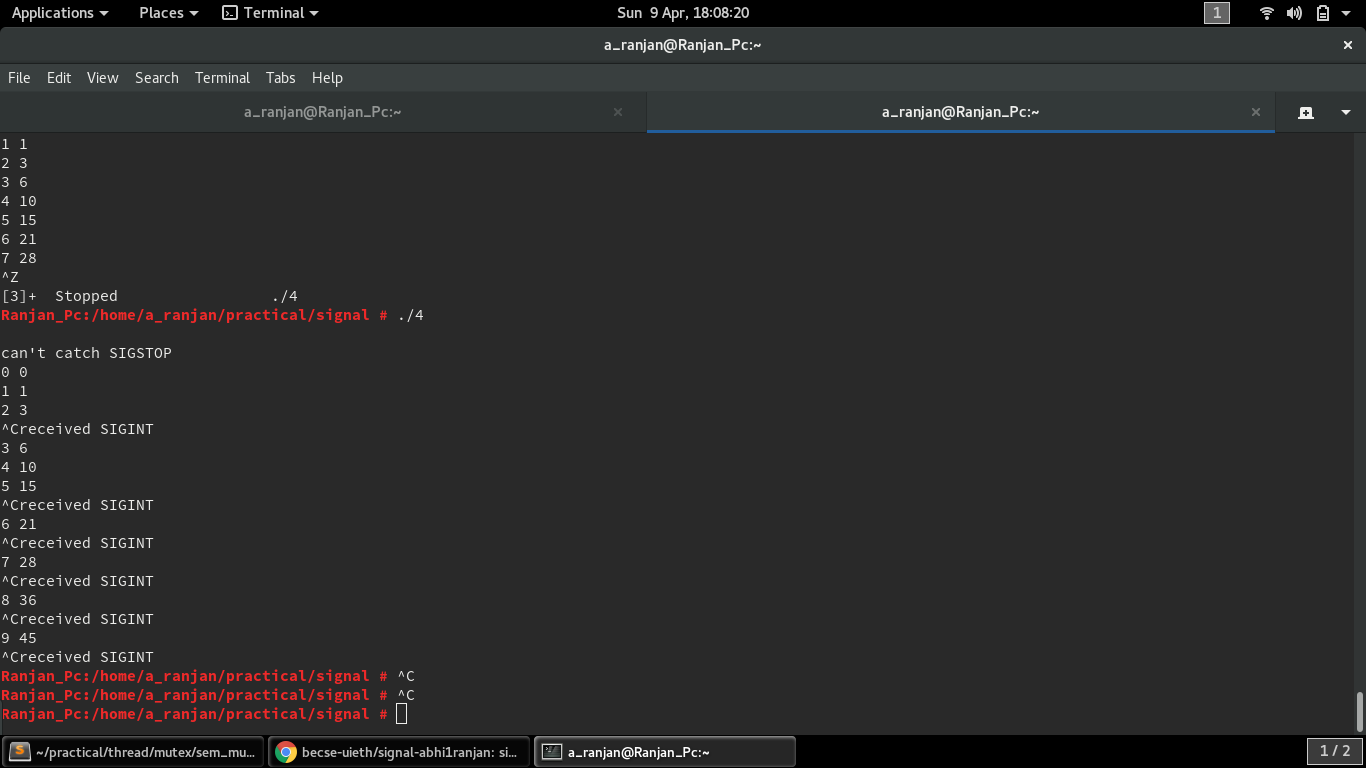 Applications Places Terminal Sun 9 Apr, 18:08:20 1
a_ranjan@Ranjan_Pc:~ ×
File Edit View Search Terminal Tabs Help
a_ranjan@Ranjan_Pc:~ × a_ranjan@Ranjan_Pc:~ ×
1 1
2 3
3 6
4 10
5 15
6 21
7 28
^Z
[3]+  Stopped                 ./4
Ranjan_Pc:/home/a_ranjan/practical/signal # ./4
can't catch SIGSTOP
0 0
1 1
2 3
^Creceived SIGINT
3 6
4 10
5 15
^Creceived SIGINT
6 21
^Creceived SIGINT
7 28
^Creceived SIGINT
8 36
^Creceived SIGINT
9 45
^Creceived SIGINT
Ranjan_Pc:/home/a_ranjan/practical/signal # ^C
Ranjan_Pc:/home/a_ranjan/practical/signal # ^C
Ranjan_Pc:/home/a_ranjan/practical/signal #
~/practical/thread/mutex/sem_mu... becse-uieth/signal-abhi1ranjan: si... a_ranjan@Ranjan_Pc:~ 1 / 2